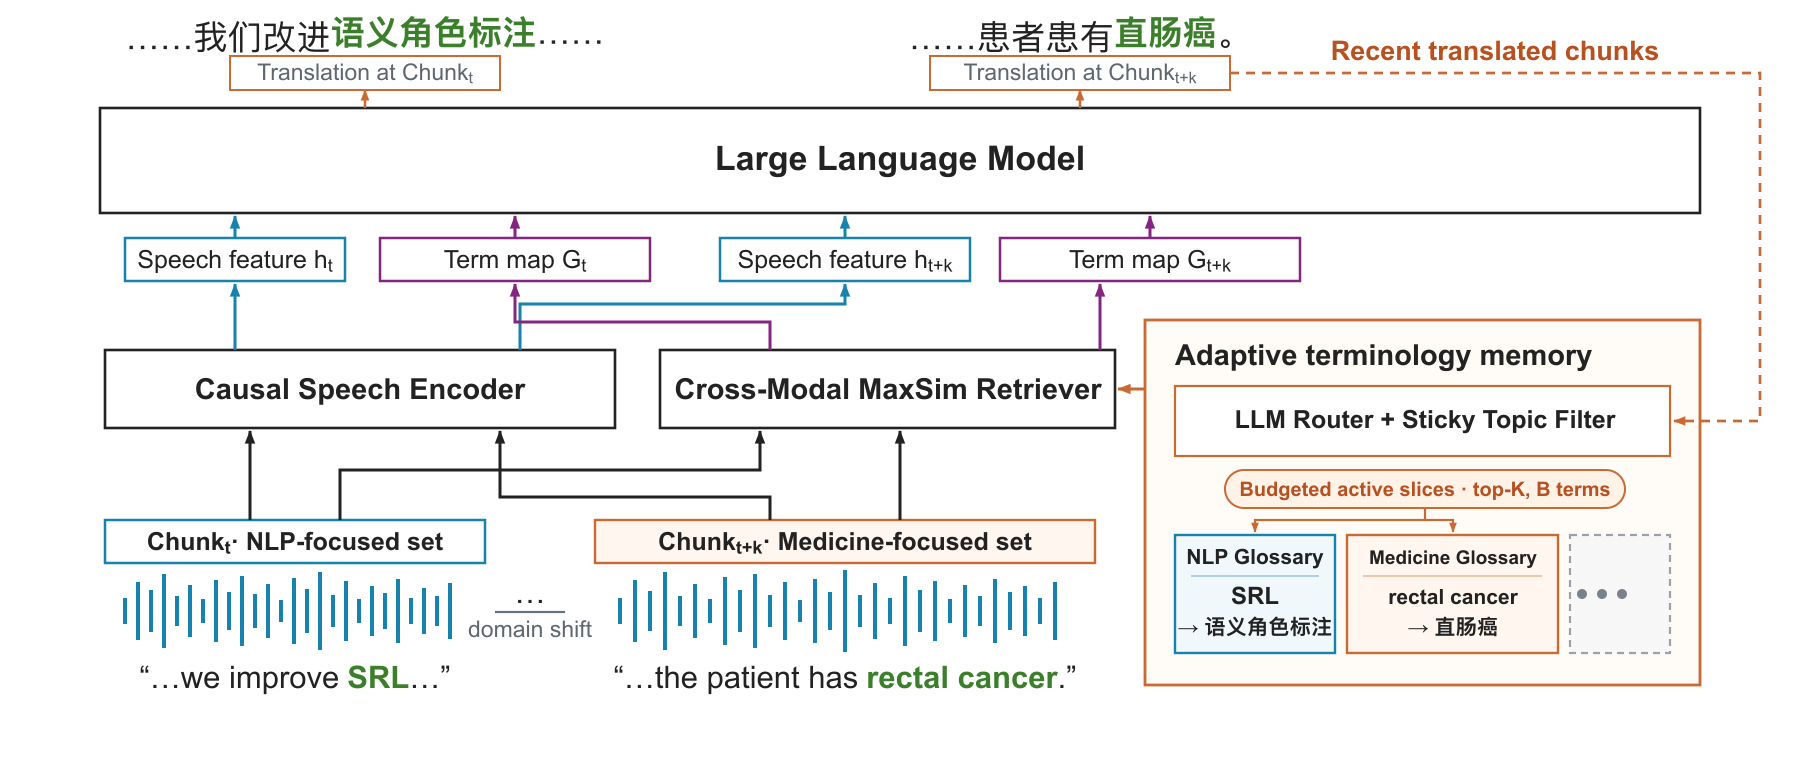 ……我们改进语义角色标注……
……患者患有直肠癌。
Recent translated chunks
Translation at Chunkt
Translation at Chunkt+k
Large Language Model
Speech feature ht
Term map Gt
Speech feature ht+k
Term map Gt+k
Causal Speech Encoder
Cross-Modal MaxSim Retriever
Adaptive terminology memory
LLM Router + Sticky Topic Filter
Budgeted active slices · top-K, B terms
Chunkt· NLP-focused set
Chunkt+k· Medicine-focused set
NLP Glossary
SRL
→ 语义角色标注
Medicine Glossary
rectal cancer
→ 直肠癌
…
domain shift
“…we improve SRL…”
“…the patient has rectal cancer.”